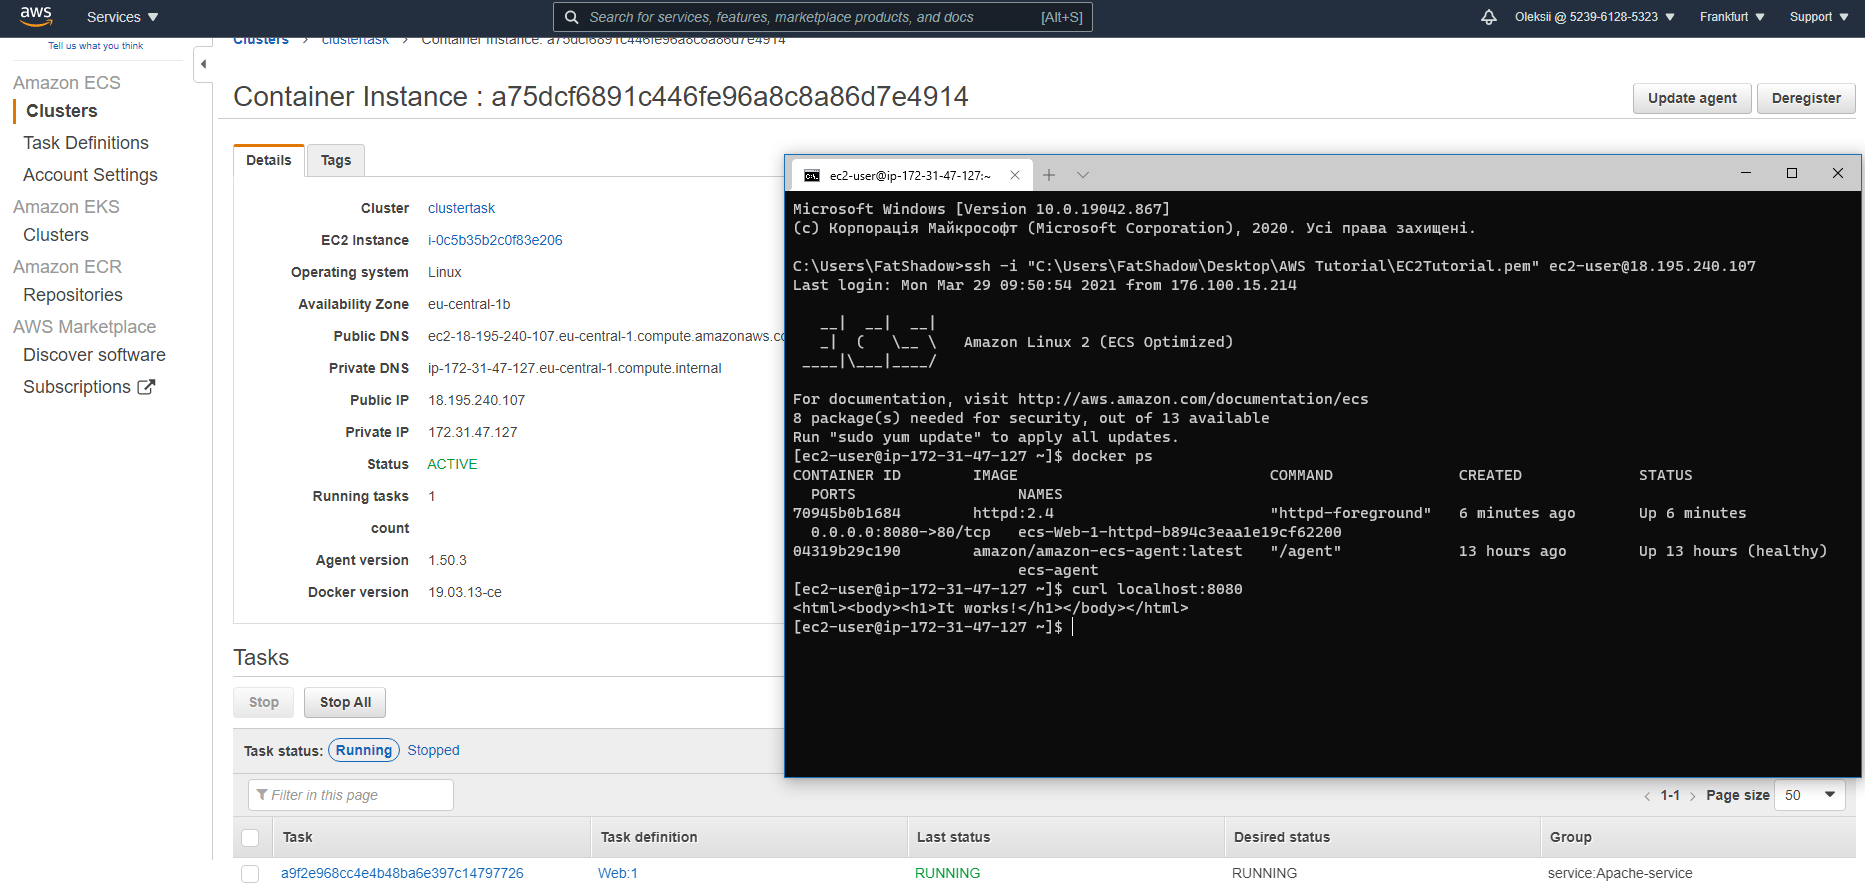 aws
Services
Search for services, features, marketplace products, and docs [Alt+S]
Oleksii @ 5239-6128-5323
Frankfurt
Support
Tell us what you think
Amazon ECS
Clusters
Task Definitions
Account Settings
Amazon EKS
Clusters
Amazon ECR
Repositories
AWS Marketplace
Discover software
Subscriptions
Clusters > clustertask > Container Instance: a75dcf6891c446fe96a8c8a86d7e4914
Container Instance : a75dcf6891c446fe96a8c8a86d7e4914
Update agent
Deregister
Details
Tags
Cluster clustertask
EC2 Instance i-0c5b35b2c0f83e206
Operating system Linux
Availability Zone eu-central-1b
Public DNS ec2-18-195-240-107.eu-central-1.compute.amazonaws.co
Private DNS ip-172-31-47-127.eu-central-1.compute.internal
Public IP 18.195.240.107
Private IP 172.31.47.127
Status ACTIVE
Running tasks 1
count
Agent version 1.50.3
Docker version 19.03.13-ce
ec2-user@ip-172-31-47-127:~
Microsoft Windows [Version 10.0.19042.867]
(c) Корпорація Майкрософт (Microsoft Corporation), 2020. Усі права захищені.
C:\Users\FatShadow>ssh -i "C:\Users\FatShadow\Desktop\AWS Tutorial\EC2Tutorial.pem" ec2-user@18.195.240.107
Last login: Mon Mar 29 09:50:54 2021 from 176.100.15.214
   __|  __|  __|
   _|  (   \__ \   Amazon Linux 2 (ECS Optimized)
 ____|\___|____/
For documentation, visit http://aws.amazon.com/documentation/ecs
8 package(s) needed for security, out of 13 available
Run "sudo yum update" to apply all updates.
[ec2-user@ip-172-31-47-127 ~]$ docker ps
CONTAINER ID IMAGE COMMAND CREATED STATUS
PORTS NAMES
70945b0b1684 httpd:2.4 "httpd-foreground" 6 minutes ago Up 6 minutes
0.0.0.0:8080->80/tcp ecs-Web-1-httpd-b894c3eaa1e19cf62200
04319b29c190 amazon/amazon-ecs-agent:latest "/agent" 13 hours ago Up 13 hours (healthy)
ecs-agent
[ec2-user@ip-172-31-47-127 ~]$ curl localhost:8080
<html><body><h1>It works!</h1></body></html>
[ec2-user@ip-172-31-47-127 ~]$
Tasks
Stop
Stop All
Task status: Running Stopped
Filter in this page
< 1-1 > Page size 50
Task Task definition Last status Desired status Group
a9f2e968cc4e4b48ba6e397c14797726 Web:1 RUNNING RUNNING service:Apache-service